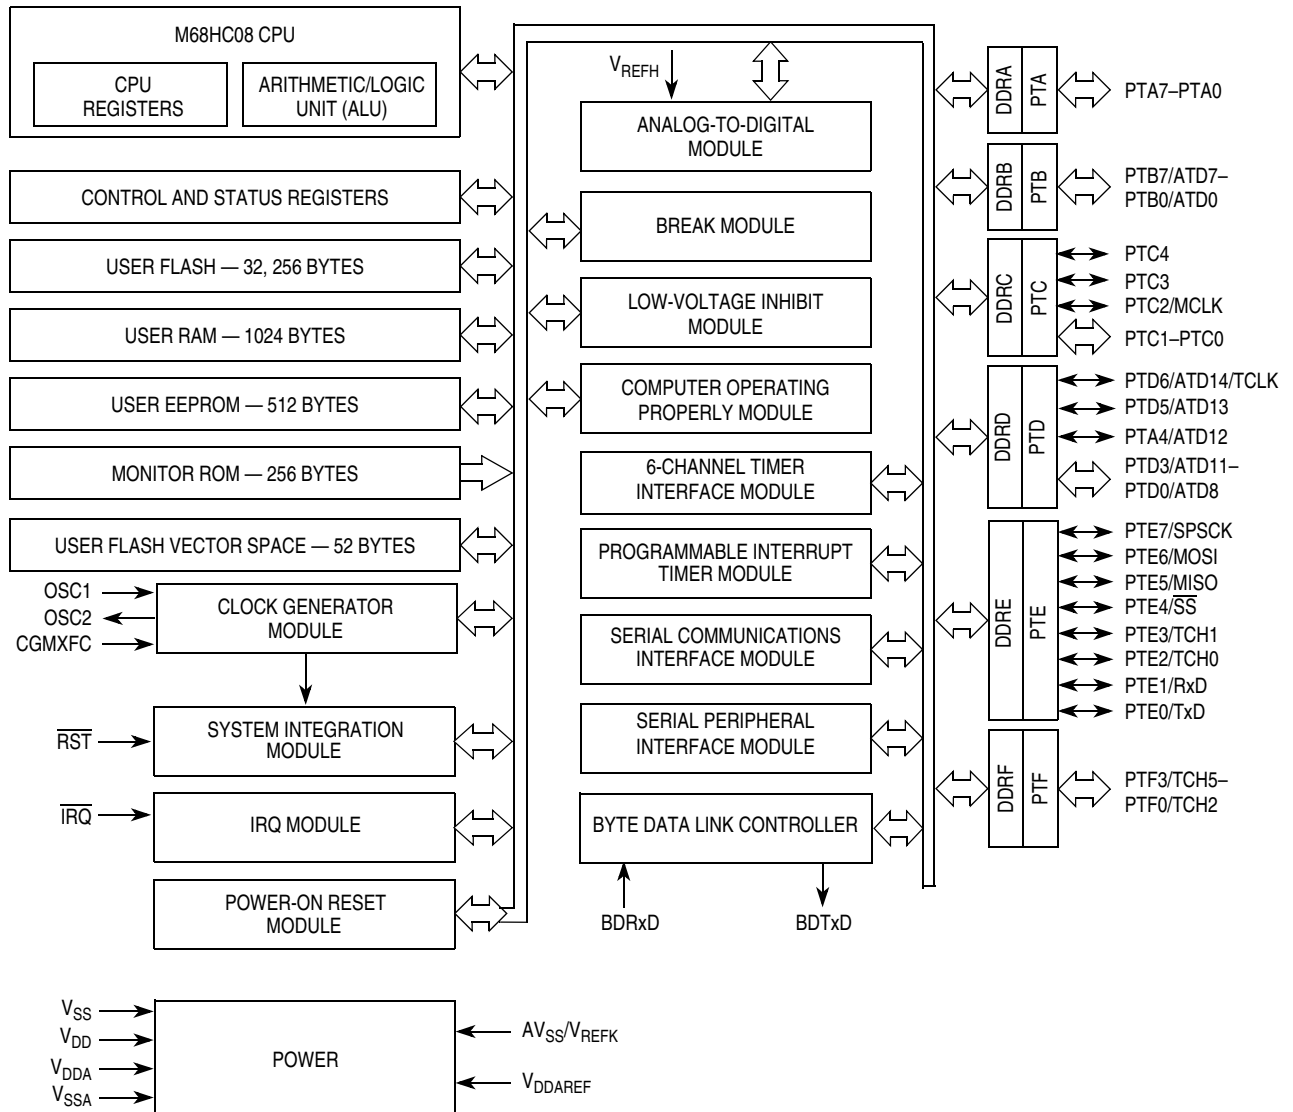 M68HC08 CPU
CPU
REGISTERS
ARITHMETIC/LOGIC
UNIT (ALU)
CONTROL AND STATUS REGISTERS
USER FLASH — 32, 256 BYTES
USER RAM — 1024 BYTES
USER EEPROM — 512 BYTES
MONITOR ROM — 256 BYTES
USER FLASH VECTOR SPACE — 52 BYTES
OSC1
OSC2
CGMXFC
CLOCK GENERATOR
MODULE
RST
SYSTEM INTEGRATION
MODULE
IRQ
IRQ MODULE
POWER-ON RESET
MODULE
VSS
VDD
VDDA
VSSA
POWER
AVSS/VREFK
VDDAREF
VREFH
ANALOG-TO-DIGITAL
MODULE
BREAK MODULE
LOW-VOLTAGE INHIBIT
MODULE
COMPUTER OPERATING
PROPERLY MODULE
6-CHANNEL TIMER
INTERFACE MODULE
PROGRAMMABLE INTERRUPT
TIMER MODULE
SERIAL COMMUNICATIONS
INTERFACE MODULE
SERIAL PERIPHERAL
INTERFACE MODULE
BYTE DATA LINK CONTROLLER
BDRxD
BDTxD
DDRA
PTA
PTA7–PTA0
DDRB
PTB
PTB7/ATD7–
PTB0/ATD0
DDRC
PTC
PTC4
PTC3
PTC2/MCLK
PTC1–PTC0
DDRD
PTD
PTD6/ATD14/TCLK
PTD5/ATD13
PTA4/ATD12
PTD3/ATD11–
PTD0/ATD8
DDRE
PTE
PTE7/SPSCK
PTE6/MOSI
PTE5/MISO
PTE4/SS
PTE3/TCH1
PTE2/TCH0
PTE1/RxD
PTE0/TxD
DDRF
PTF
PTF3/TCH5–
PTF0/TCH2